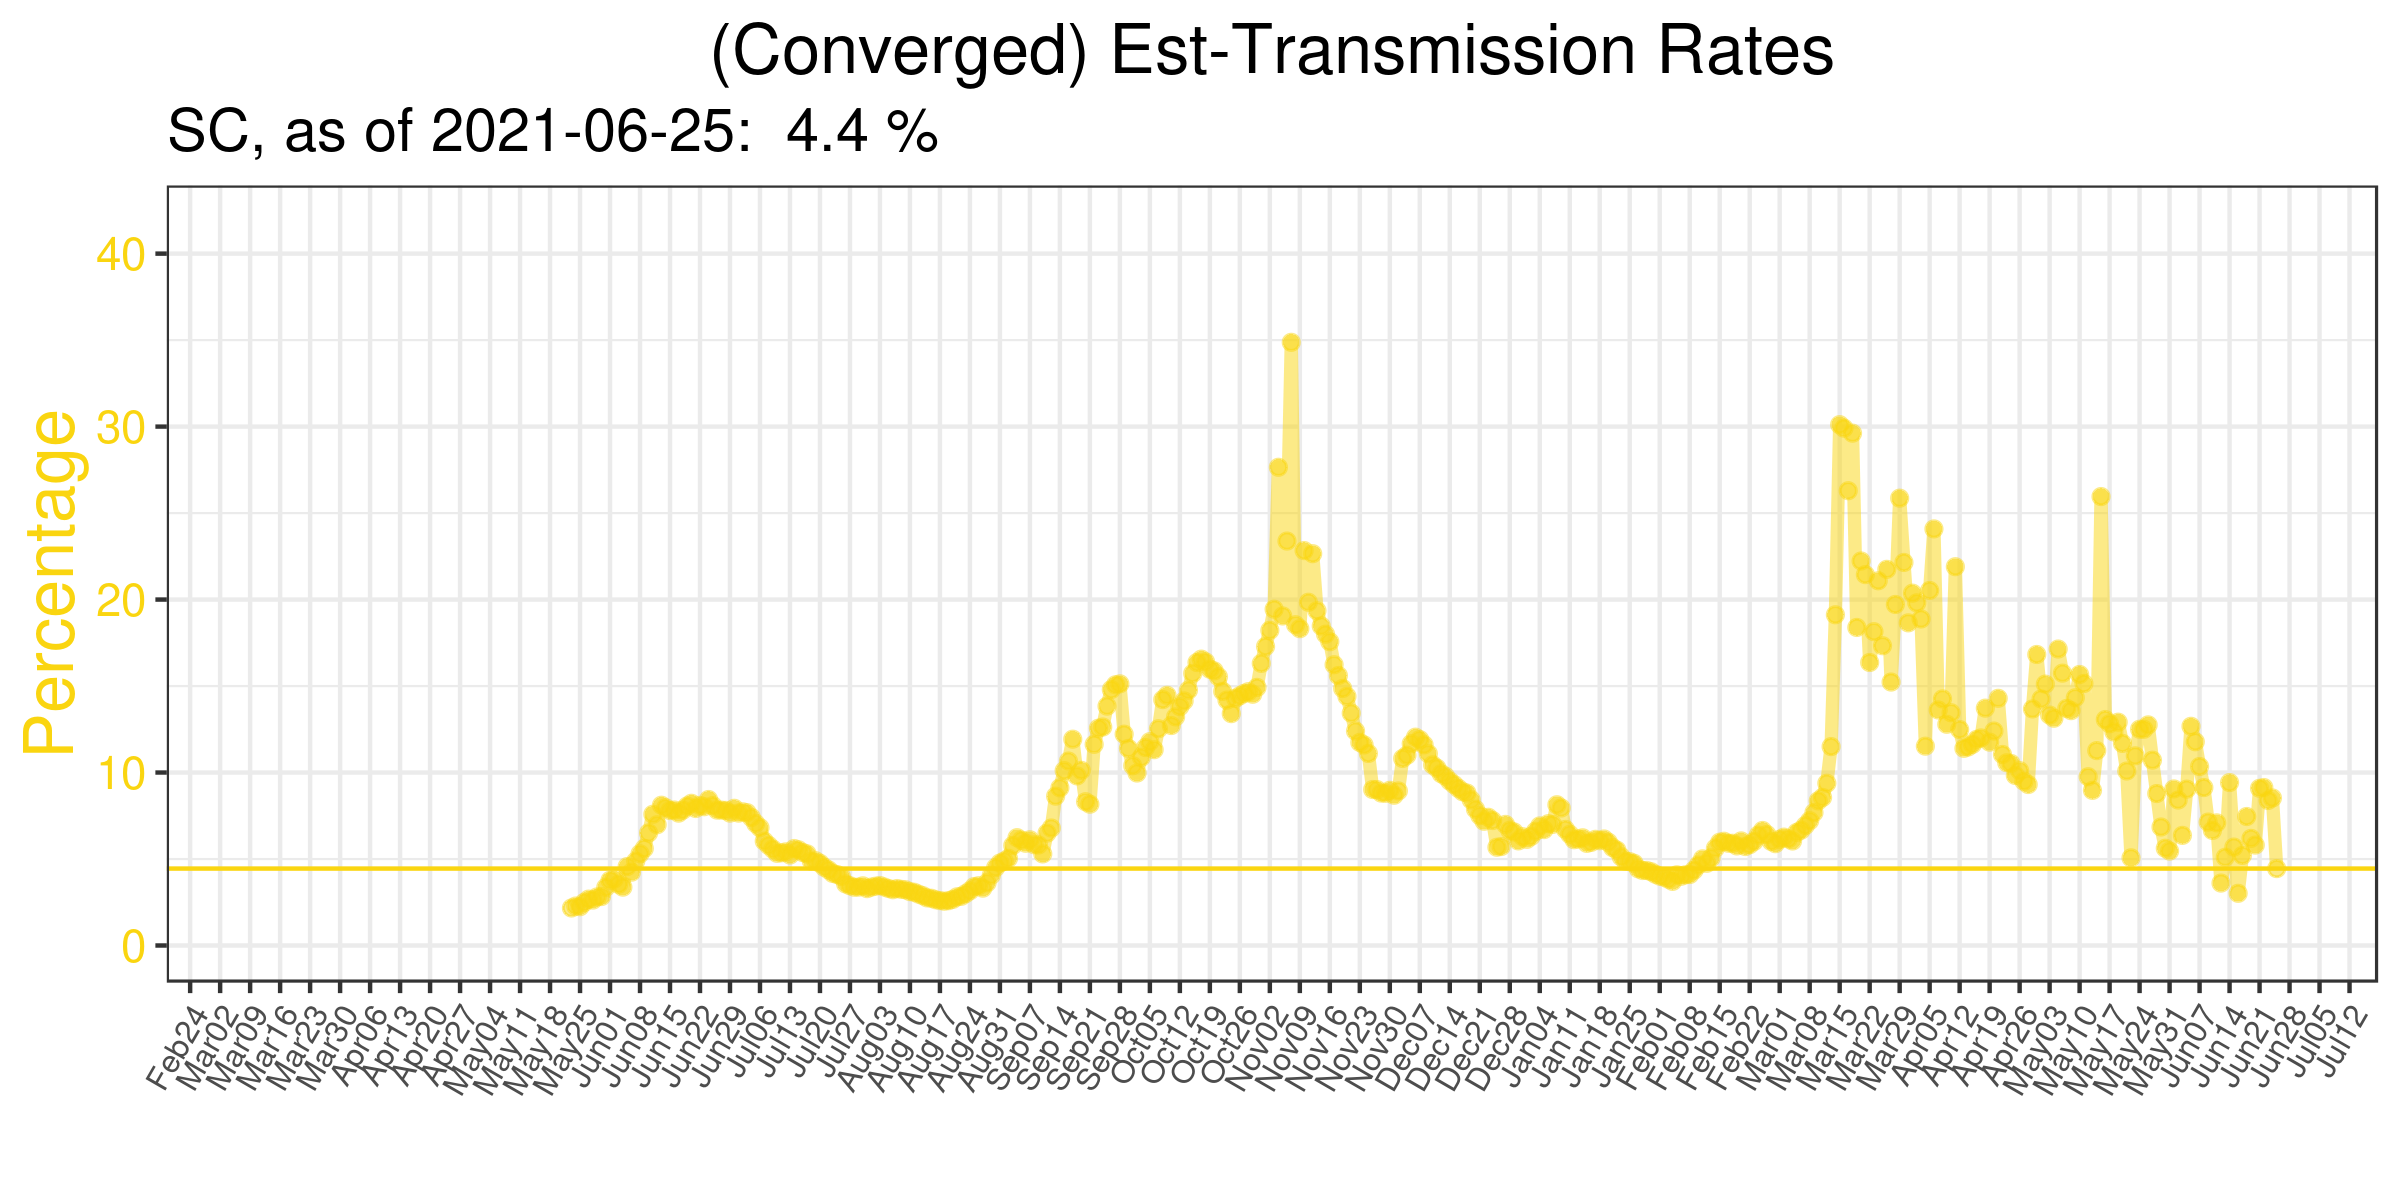 (Converged) Est-Transmission Rates
SC, as of 2021-06-25:  4.4 %
Percentage
40
30
20
10
0
Feb24
Mar02
Mar09
Mar16
Mar23
Mar30
Apr06
Apr13
Apr20
Apr27
May04
May11
May18
May25
Jun01
Jun08
Jun15
Jun22
Jun29
Jul06
Jul13
Jul20
Jul27
Aug03
Aug10
Aug17
Aug24
Aug31
Sep07
Sep14
Sep21
Sep28
Oct05
Oct12
Oct19
Oct26
Nov02
Nov09
Nov16
Nov23
Nov30
Dec07
Dec14
Dec21
Dec28
Jan04
Jan11
Jan18
Jan25
Feb01
Feb08
Feb15
Feb22
Mar01
Mar08
Mar15
Mar22
Mar29
Apr05
Apr12
Apr19
Apr26
May03
May10
May17
May24
May31
Jun07
Jun14
Jun21
Jun28
Jul05
Jul12